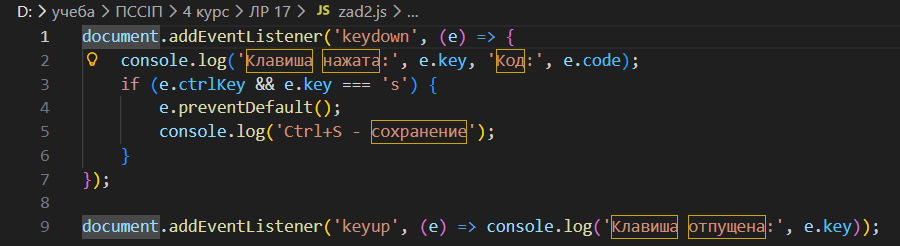 D: > учеба > ПССІП > 4 курс > ЛР 17 > JS zad2.js > ...
1 document.addEventListener('keydown', (e) => {
2 console.log('Клавиша нажата:', e.key, 'Код:', e.code);
3 if (e.ctrlKey && e.key === 's') {
4 e.preventDefault();
5 console.log('Ctrl+S - сохранение');
6 }
7 });
8
9 document.addEventListener('keyup', (e) => console.log('Клавиша отпущена:', e.key));